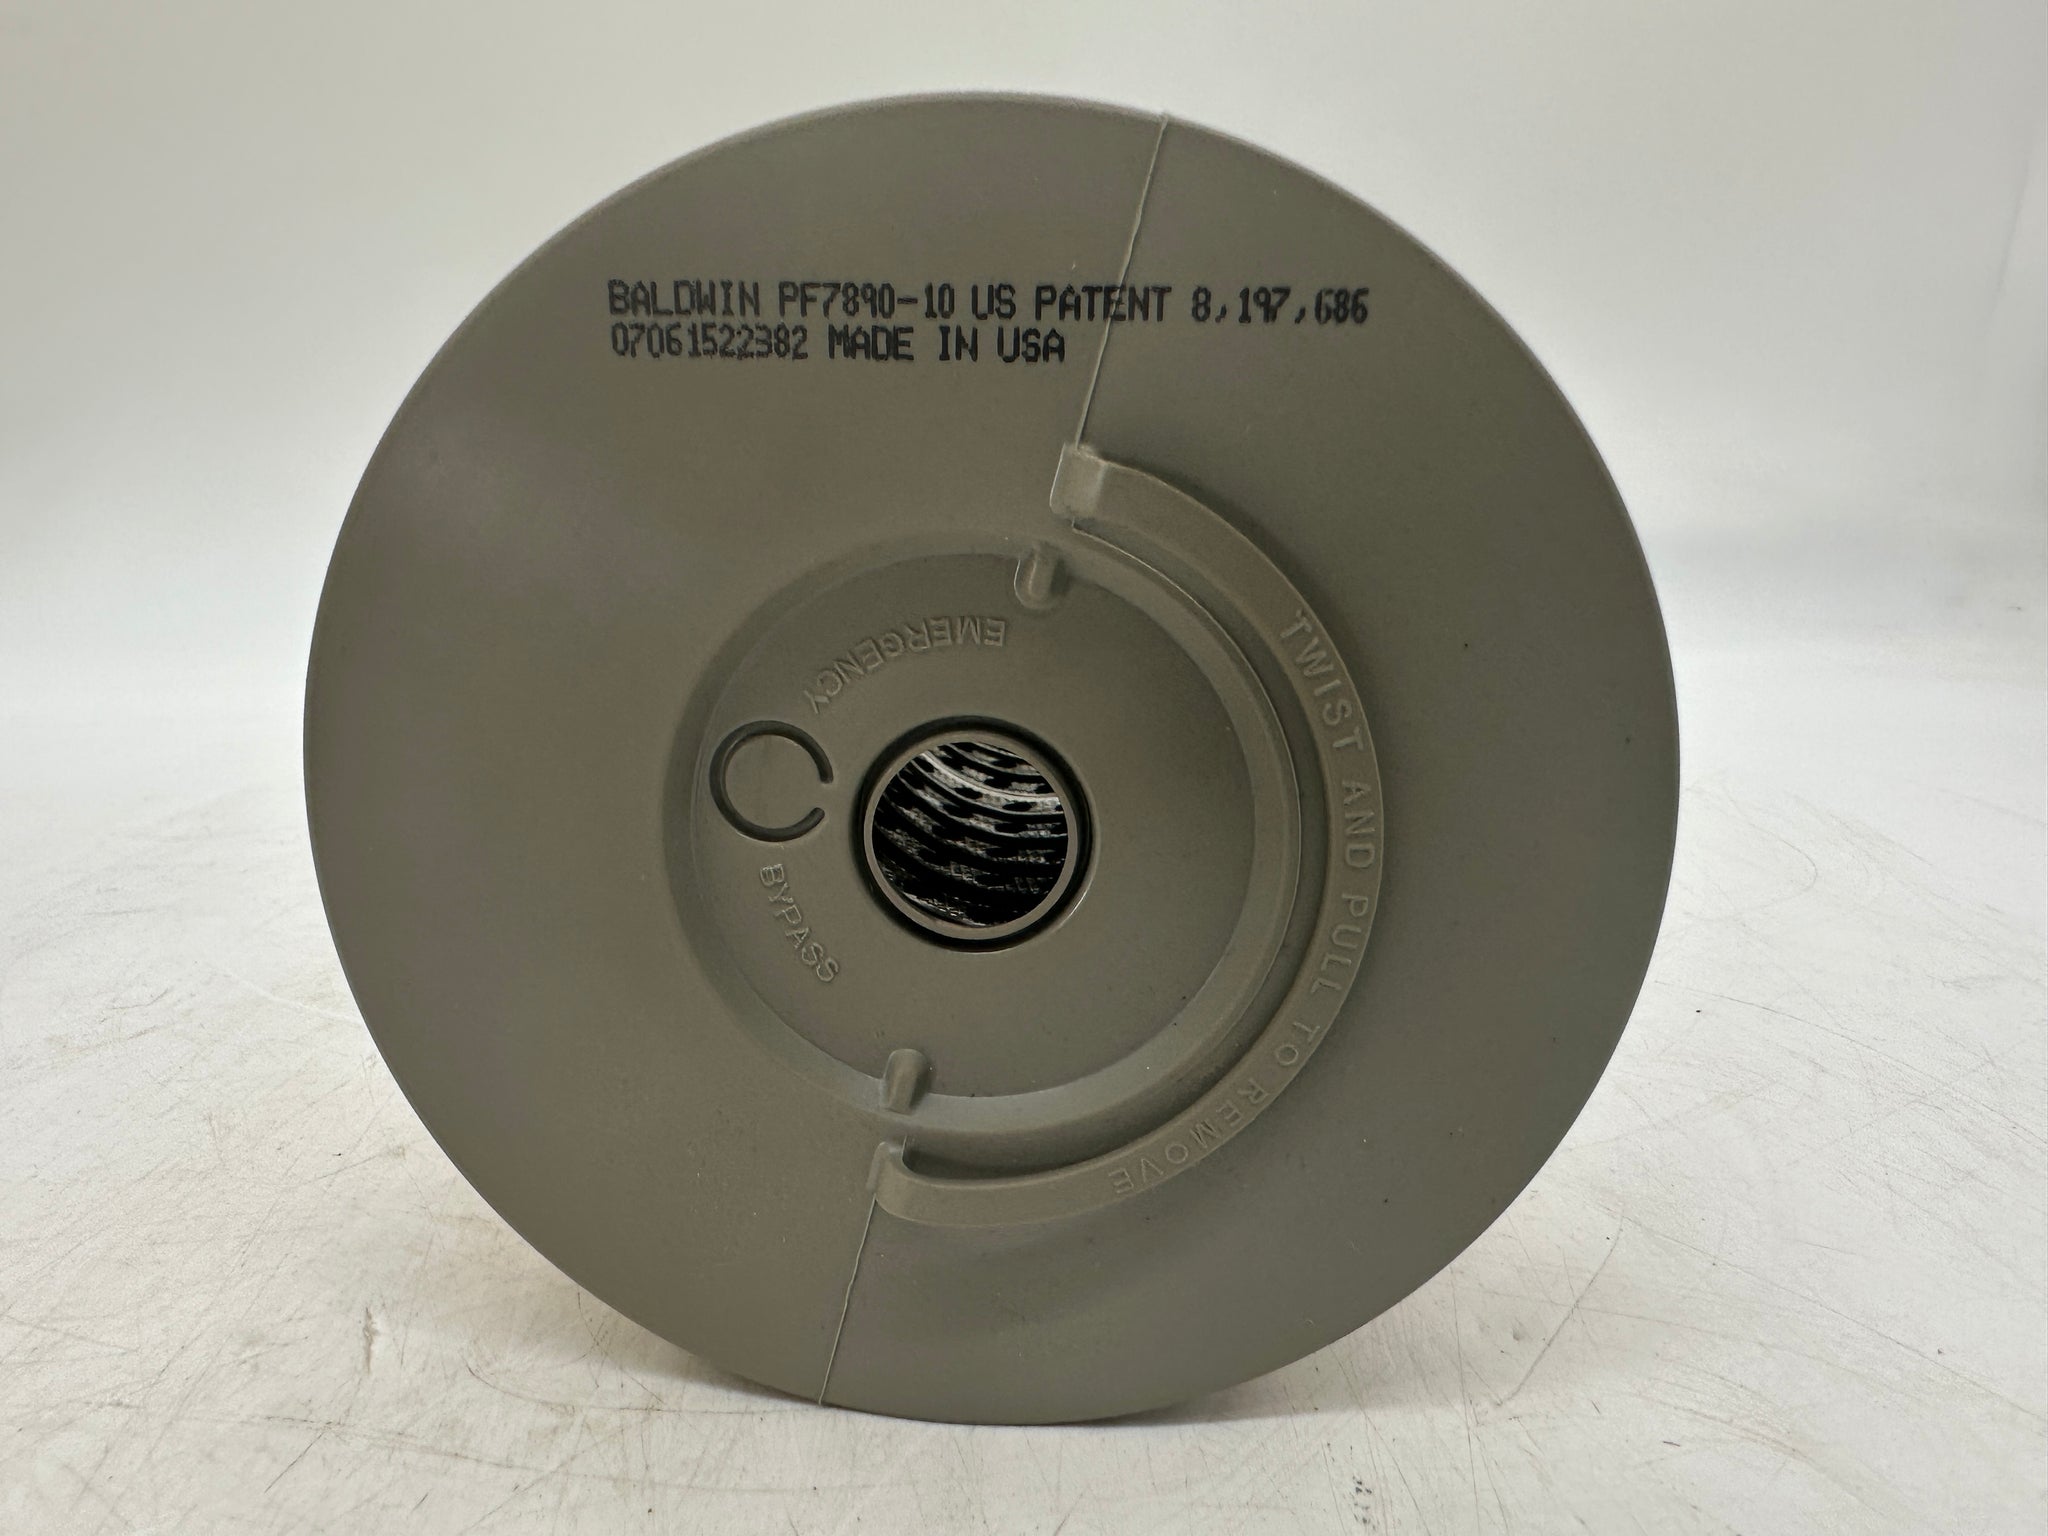 BALDWIN PF7890-10 US PATENT 8,197,686
07061522382 MADE IN USA
EMERGENCY
BYPASS
TWIST AND PULL TO REMOVE